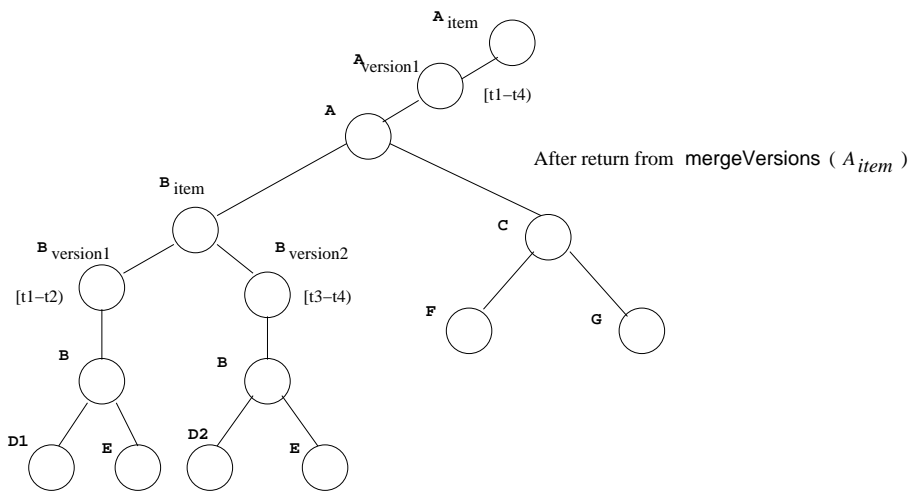 A item
A version1
[t1–t4)
A
After return from mergeVersions ( A item )
B item
C
B version1
B version2
[t1–t2)
[t3–t4)
F
G
B
B
D1
E
D2
E